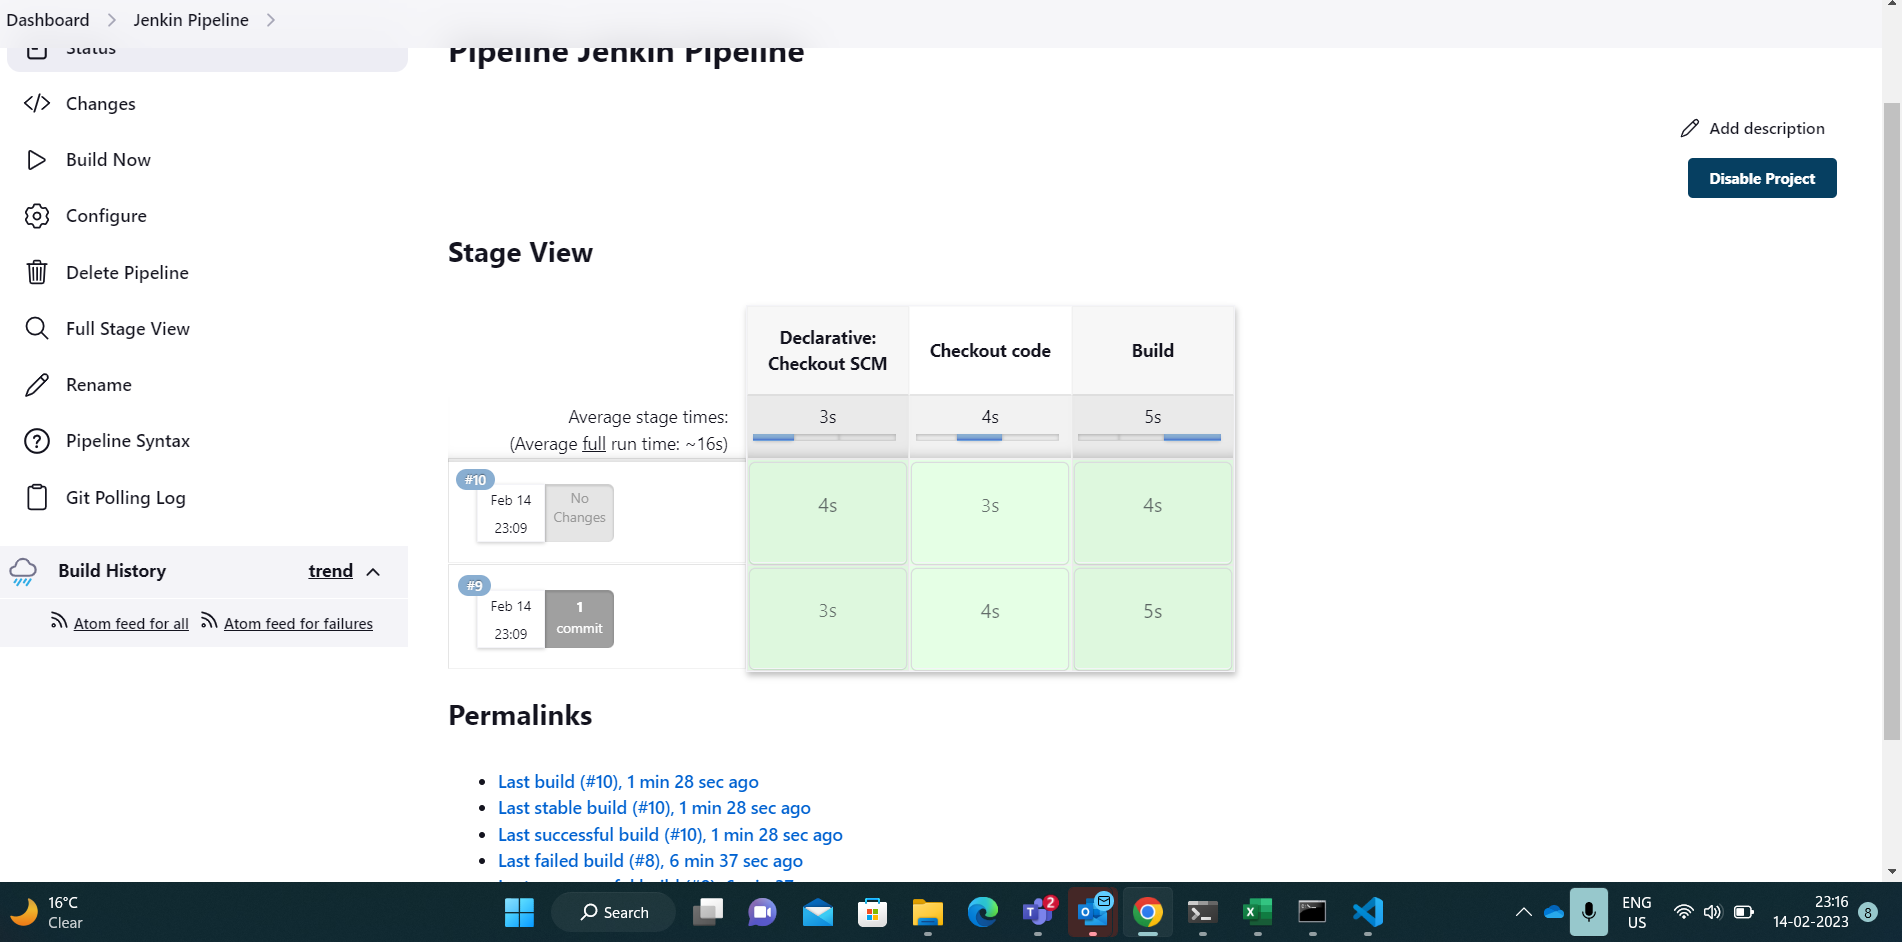 Dashboard
Jenkin Pipeline
Status
Changes
Build Now
Configure
Delete Pipeline
Full Stage View
Rename
Pipeline Syntax
Git Polling Log
Build History
trend
Atom feed for all
Atom feed for failures
Pipeline Jenkin Pipeline
Add description
Disable Project
Stage View
Declarative:
Checkout SCM
Checkout code
Build
Average stage times:
(Average full run time: ~16s)
3s
4s
5s
#10
Feb 14
23:09
No
Changes
4s
3s
4s
#9
Feb 14
23:09
1
commit
3s
4s
5s
Permalinks
Last build (#10), 1 min 28 sec ago
Last stable build (#10), 1 min 28 sec ago
Last successful build (#10), 1 min 28 sec ago
Last failed build (#8), 6 min 37 sec ago
16°C
Clear
Search
2
ENG
US
23:16
14-02-2023
8